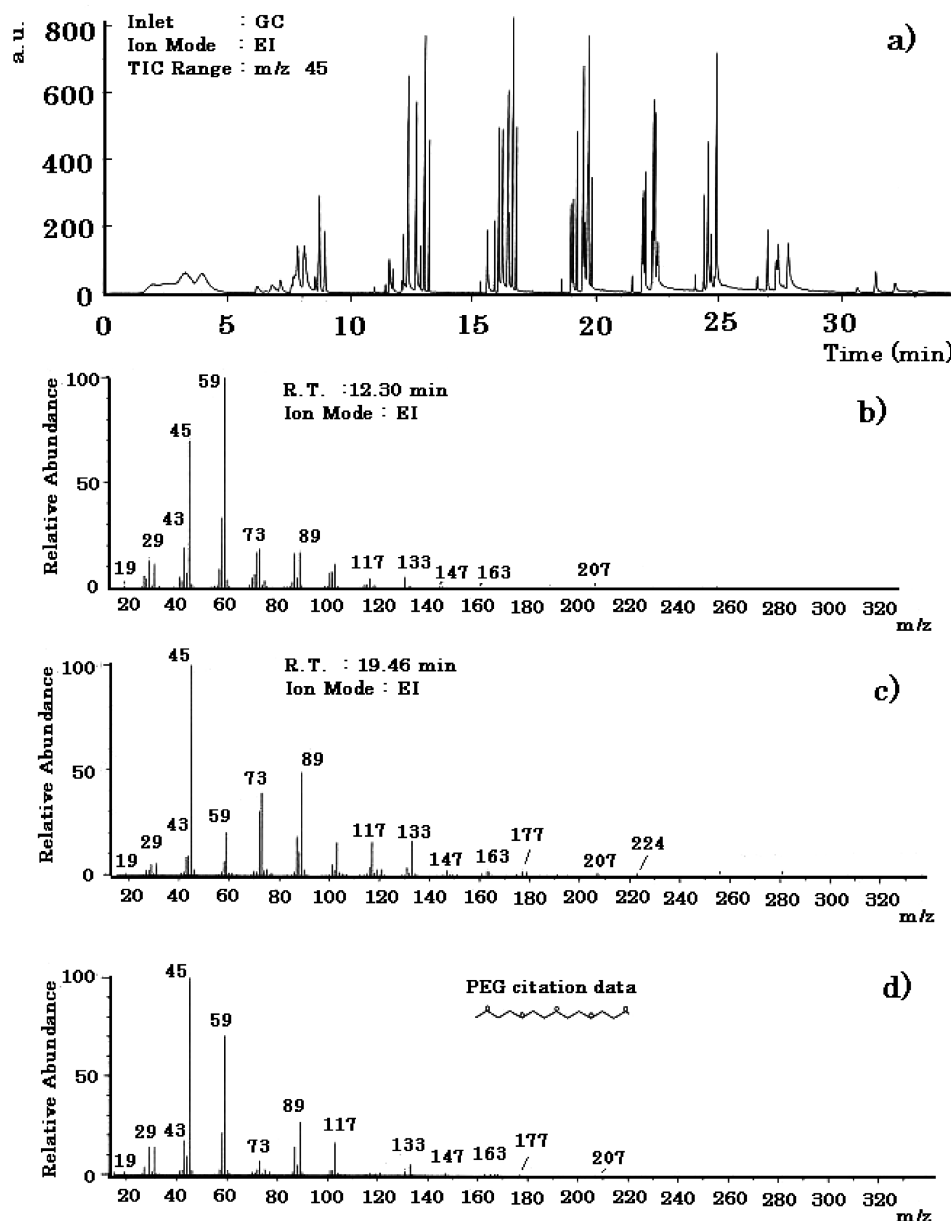 a.u.
800
600
400
200
0
Inlet : GC
Ion Mode : EI
TIC Range : m/z 45
a)
0 5 10 15 20 25 30
Time (min)
Relative Abundance
100
50
0
R.T. :12.30 min
Ion Mode : EI
b)
59
45
43
29
19
73
89
117
133
147
163
207
20 40 60 80 100 120 140 160 180 200 220 240 260 280 300 320
m/z
Relative Abundance
100
50
0
R.T. : 19.46 min
Ion Mode : EI
c)
45
89
73
59
43
29
19
117
133
147
163
177
207
224
20 40 60 80 100 120 140 160 180 200 220 240 260 280 300 320
m/z
Relative Abundance
100
50
0
PEG citation data
d)
45
59
89
29
43
19
73
117
133
147
163
177
207
20 40 60 80 100 120 140 160 180 200 220 240 260 280 300 320
m/z